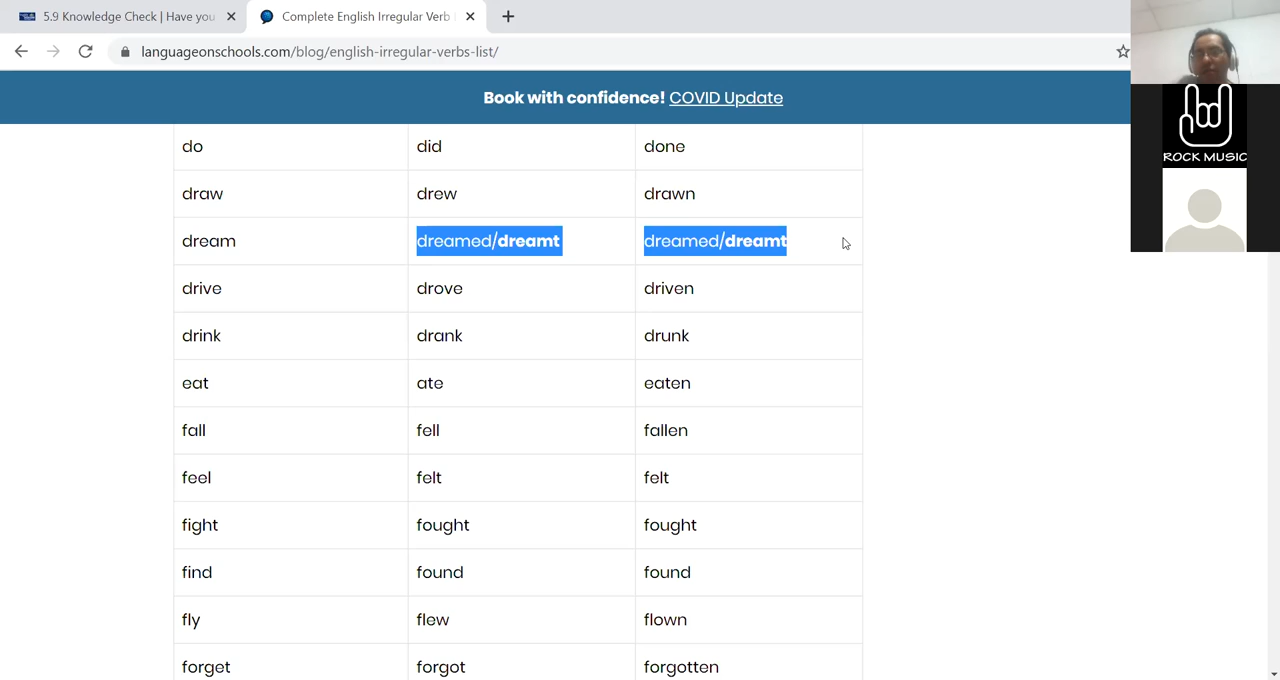 5.9 Knowledge Check | Have you
Complete English Irregular Verb
languageonschools.com/blog/english-irregular-verbs-list/
Book with confidence! COVID Update
do did done
draw drew drawn
dream dreamed/dreamt dreamed/dreamt
drive drove driven
drink drank drunk
eat ate eaten
fall fell fallen
feel felt felt
fight fought fought
find found found
fly flew flown
forget forgot forgotten
ROCK MUSIC